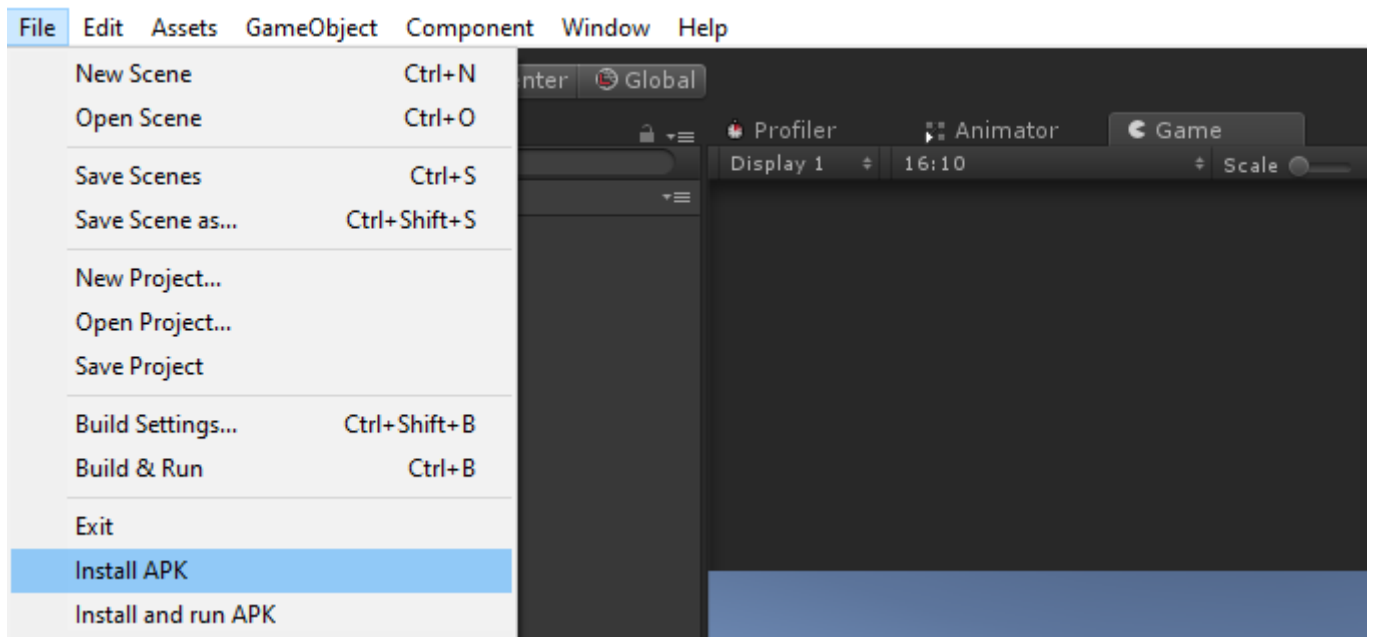 File Edit Assets GameObject Component Window Help
New Scene Ctrl+N
Open Scene Ctrl+O
Save Scenes Ctrl+S
Save Scene as... Ctrl+Shift+S
New Project...
Open Project...
Save Project
Build Settings... Ctrl+Shift+B
Build & Run Ctrl+B
Exit
Install APK
Install and run APK
nter Global
Profiler Animator Game
Display 1 16:10 Scale